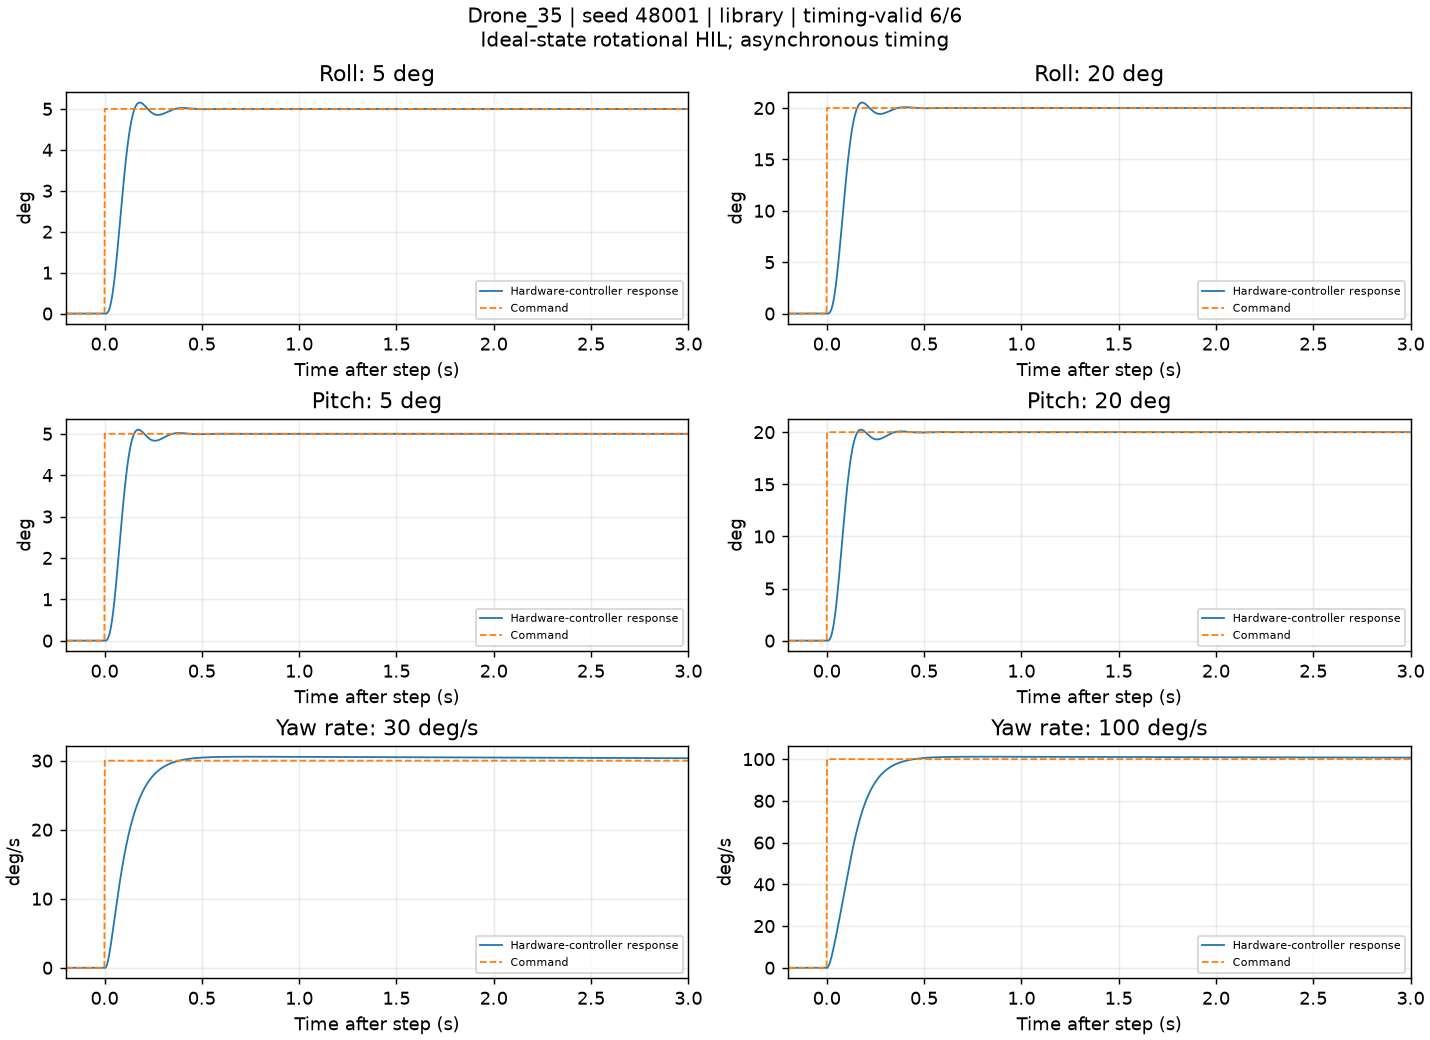 Drone_35 | seed 48001 | library | timing-valid 6/6
Ideal-state rotational HIL; asynchronous timing
Roll: 5 deg
deg
5
4
3
2
1
0
Hardware-controller response
Command
0.0 0.5 1.0 1.5 2.0 2.5 3.0
Time after step (s)
Roll: 20 deg
deg
20
15
10
5
0
Hardware-controller response
Command
0.0 0.5 1.0 1.5 2.0 2.5 3.0
Time after step (s)
Pitch: 5 deg
deg
5
4
3
2
1
0
Hardware-controller response
Command
0.0 0.5 1.0 1.5 2.0 2.5 3.0
Time after step (s)
Pitch: 20 deg
deg
20
15
10
5
0
Hardware-controller response
Command
0.0 0.5 1.0 1.5 2.0 2.5 3.0
Time after step (s)
Yaw rate: 30 deg/s
deg/s
30
20
10
0
Hardware-controller response
Command
0.0 0.5 1.0 1.5 2.0 2.5 3.0
Time after step (s)
Yaw rate: 100 deg/s
deg/s
100
80
60
40
20
0
Hardware-controller response
Command
0.0 0.5 1.0 1.5 2.0 2.5 3.0
Time after step (s)